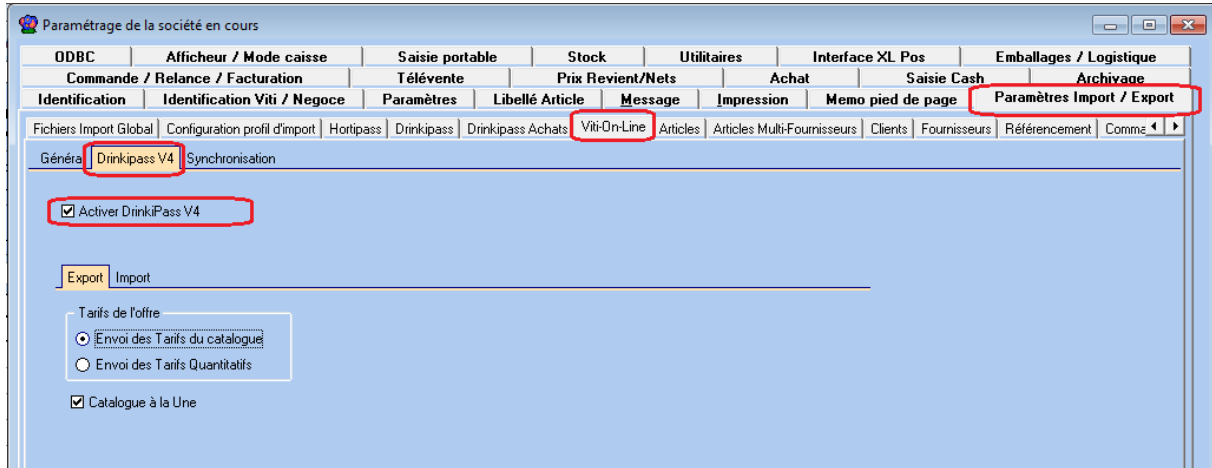 Paramétrage de la société en cours
ODBC Afficheur / Mode caisse Saisie portable Stock Utilitaires Interface XL Pos Emballages / Logistique
Commande / Relance / Facturation Télévente Prix Revient/Nets Achat Saisie Cash Archivage
Identification Identification Viti / Negoce Paramètres Libellé Article Message Impression Memo pied de page Paramètres Import / Export
Fichiers Import Global Configuration profil d'import Hortipass Drinkipass Drinkipass Achats Viti-On-Line Articles Articles Multi-Fournisseurs Clients Fournisseurs Référencement Comma
Généra Drinkipass V4 Synchronisation
Activer DrinkiPass V4
Export Import
Tarifs de l'offre
Envoi des Tarifs du catalogue
Envoi des Tarifs Quantitatifs
Catalogue à la Une